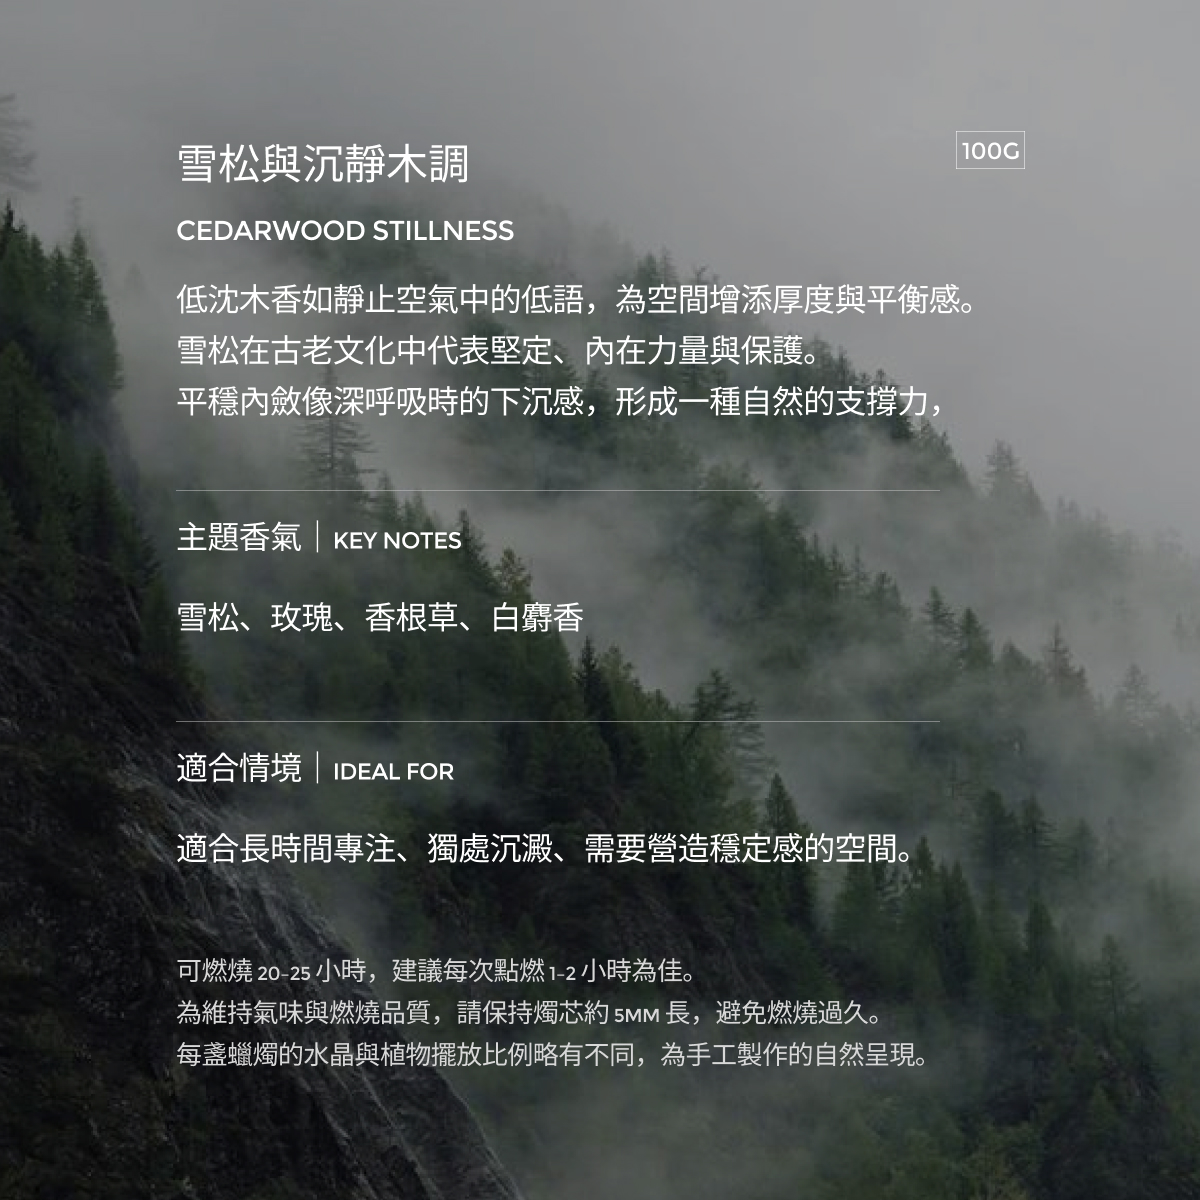 雪松與沉靜木調
100G
CEDARWOOD STILLNESS
低沈木香如靜止空氣中的低語，為空間增添厚度與平衡感。
雪松在古老文化中代表堅定、內在力量與保護。
平穩內斂像深呼吸時的下沉感，形成一種自然的支撐力，
主題香氣｜KEY NOTES
雪松、玫瑰、香根草、白麝香
適合情境｜IDEAL FOR
適合長時間專注、獨處沉澱、需要營造穩定感的空間。
可燃燒 20-25 小時，建議每次點燃 1-2 小時為佳。
為維持氣味與燃燒品質，請保持燭芯約 5MM 長，避免燃燒過久。
每盞蠟燭的水晶與植物擺放比例略有不同，為手工製作的自然呈現。